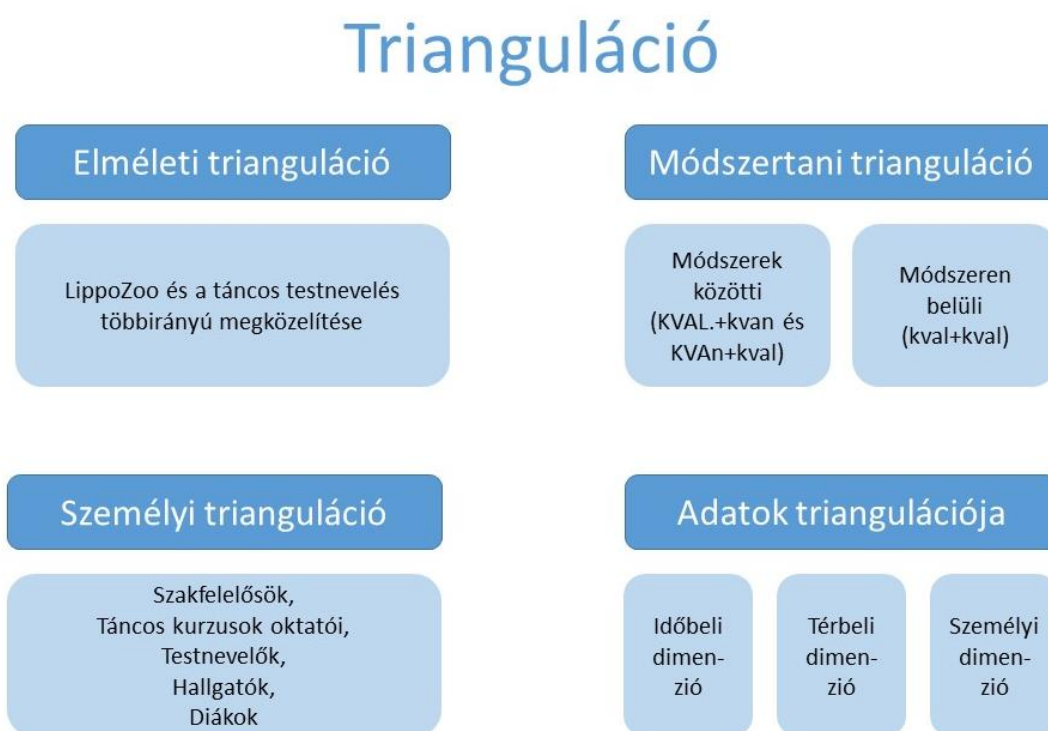 Trianguláció
Elméleti trianguláció
LippoZoo és a táncos testnevelés
többirányú megközelítése
Módszertani trianguláció
Módszerek
közötti
(KVAL.+kvan és
KVAn+kval)
Módszeren
belüli
(kval+kval)
Személyi trianguláció
Szakfelelősök,
Táncos kurzusok oktatói,
Testnevelők,
Hallgatók,
Diákok
Adatok triangulációja
Időbeli
dimen-
zió
Térbeli
dimen-
zió
Személyi
dimen-
zió